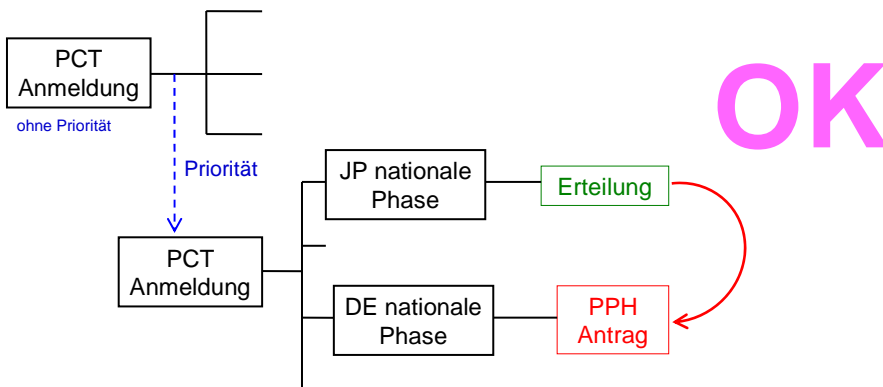 PCT
Anmeldung
ohne Priorität
OK
Priorität
JP nationale
Phase
Erteilung
PCT
Anmeldung
DE nationale
Phase
PPH
Antrag